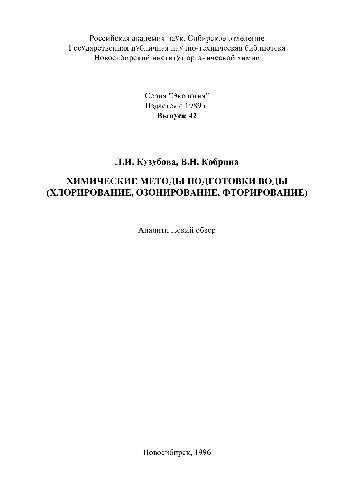 Российская академия наук. Сибирское отделение
Государственная публичная научно-техническая библиотека
Новосибирский институт органической химии
Серия "Экология"
Издается с 1989 г.
Выпуск 42
Л.И. Кузубова, В.Н. Кобрина
ХИМИЧЕСКИЕ МЕТОДЫ ПОДГОТОВКИ ВОДЫ
(ХЛОРИРОВАНИЕ, ОЗОНИРОВАНИЕ, ФТОРИРОВАНИЕ)
Аналитический обзор
Новосибирск, 1996